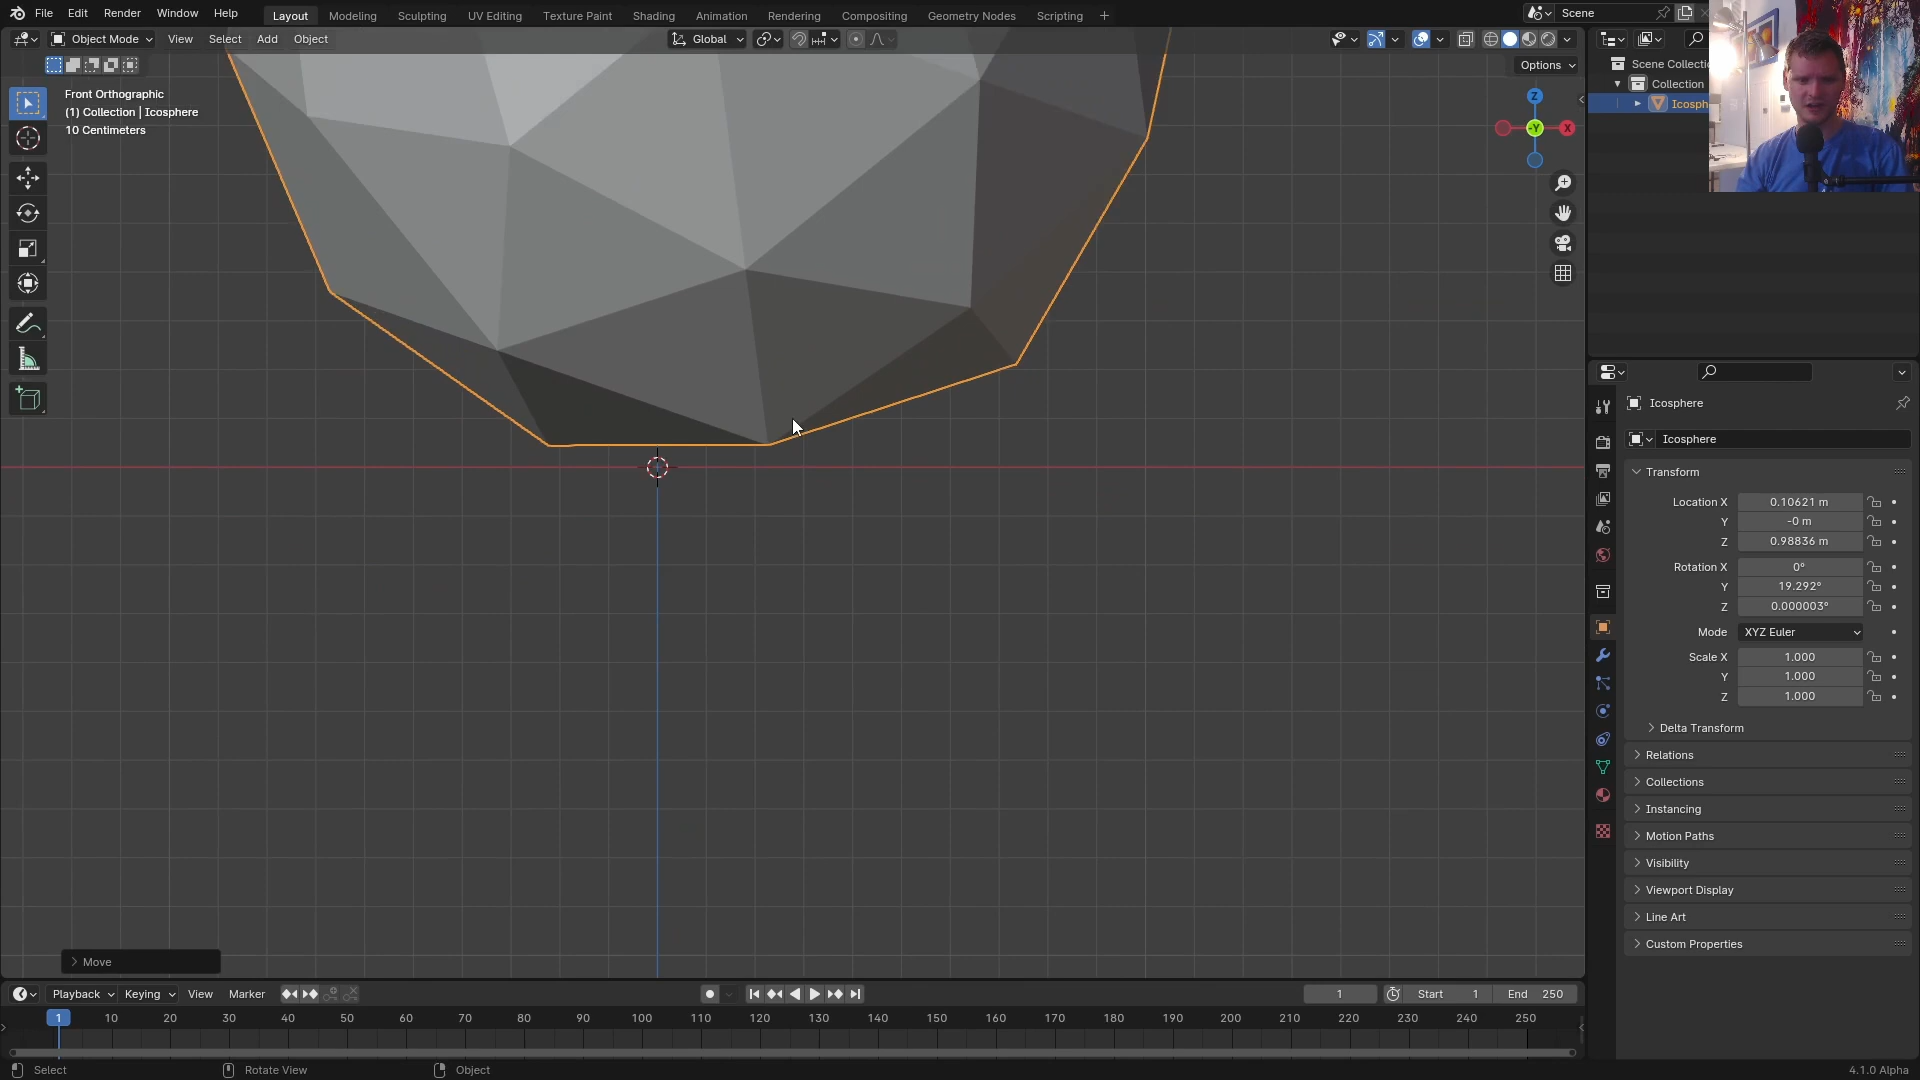 File Edit Render Window Help
Layout Modeling Sculpting UV Editing Texture Paint Shading Animation Rendering Compositing Geometry Nodes Scripting +
Scene
Object Mode View Select Add Object
Global
Options
Front Orthographic
(1) Collection | Icosphere
10 Centimeters
Z
-Y
X
Scene Collectio
Collection
Icosph
Icosphere
Icosphere
Transform
Location X 0.10621 m
Y -0 m
Z 0.98836 m
Rotation X 0°
Y 19.292°
Z 0.000003°
Mode XYZ Euler
Scale X 1.000
Y 1.000
Z 1.000
Delta Transform
Relations
Collections
Instancing
Motion Paths
Visibility
Viewport Display
Line Art
Custom Properties
Move
Playback Keying View Marker
1 Start 1 End 250
1 10 20 30 40 50 60 70 80 90 100 110 120 130 140 150 160 170 180 190 200 210 220 230 240 250
Select Rotate View Object 4.1.0 Alpha